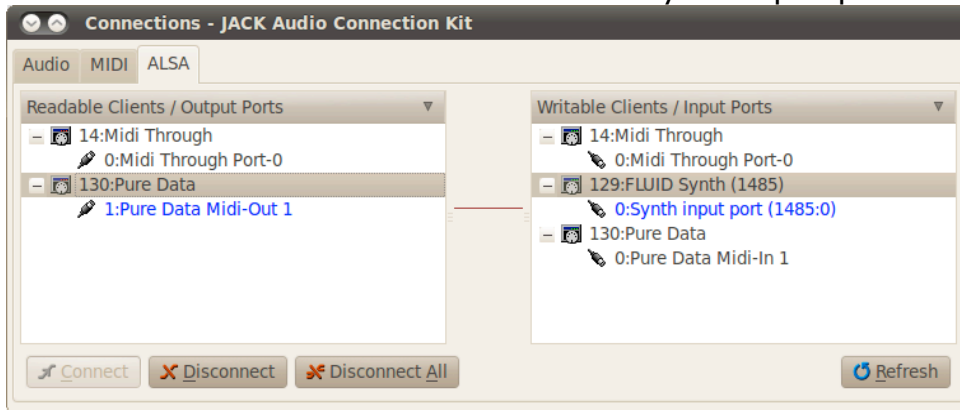 Connections - JACK Audio Connection Kit
Audio MIDI ALSA
Readable Clients / Output Ports
14:Midi Through
0:Midi Through Port-0
130:Pure Data
1:Pure Data Midi-Out 1
Writable Clients / Input Ports
14:Midi Through
0:Midi Through Port-0
129:FLUID Synth (1485)
0:Synth input port (1485:0)
130:Pure Data
0:Pure Data Midi-In 1
Connect Disconnect Disconnect All Refresh